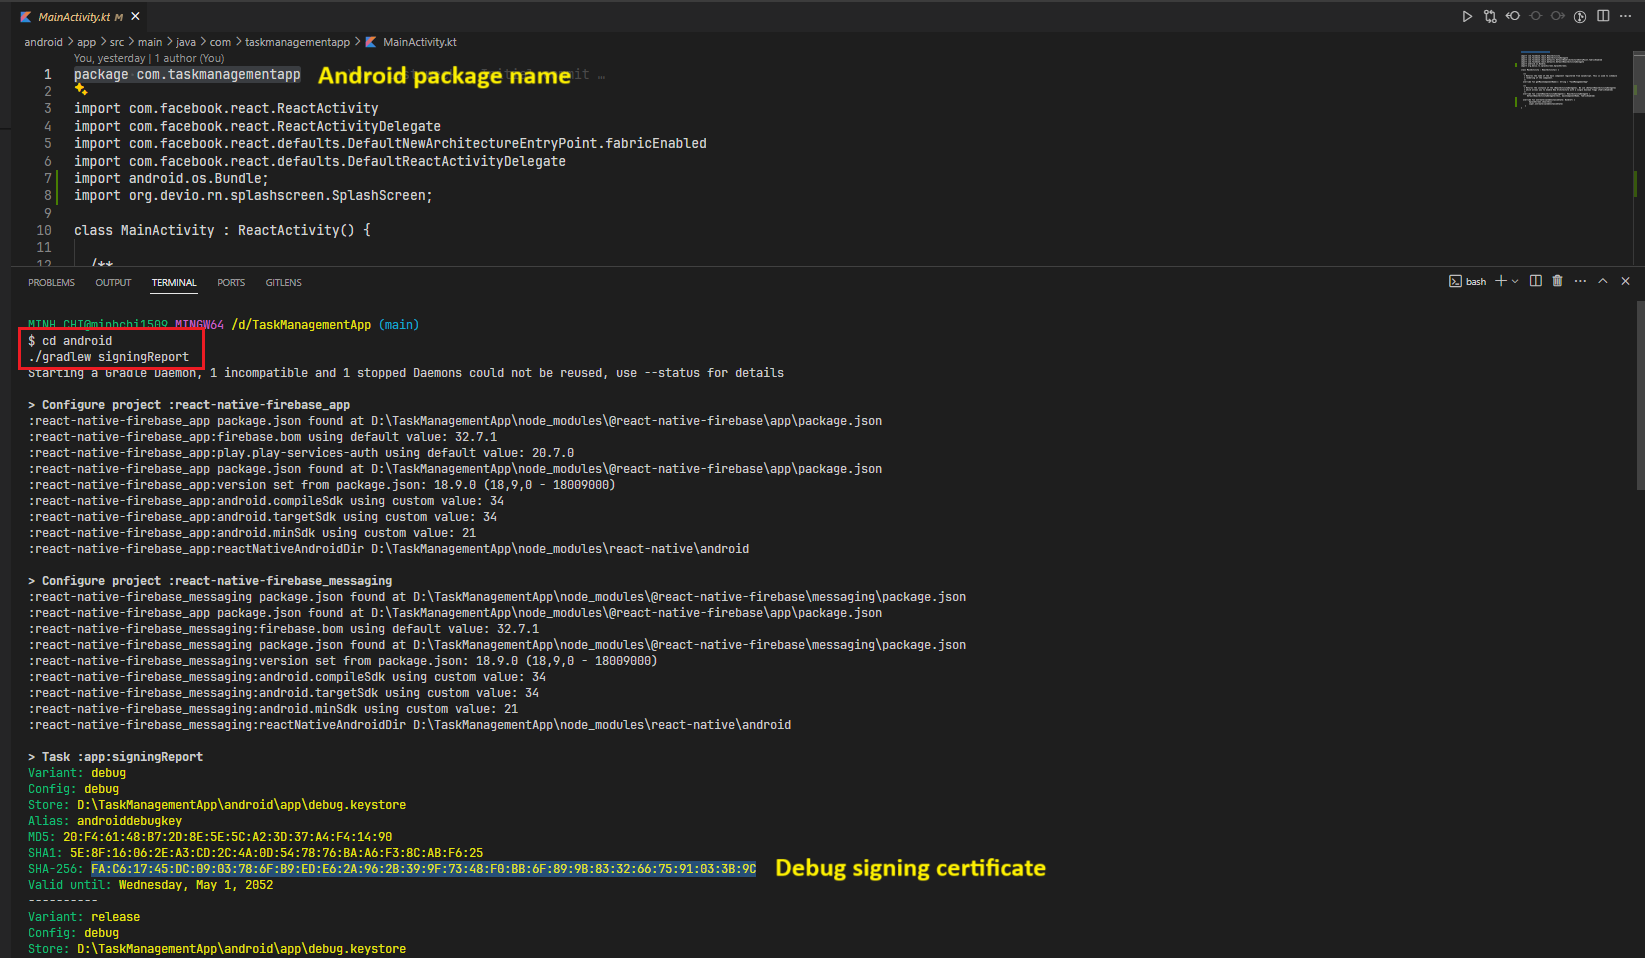 MainActivity.kt M
android > app > src > main > java > com > taskmanagementapp > MainActivity.kt
You, yesterday | 1 author (You)
1 package com.taskmanagementapp Android package name
2
3 import com.facebook.react.ReactActivity
4 import com.facebook.react.ReactActivityDelegate
5 import com.facebook.react.defaults.DefaultNewArchitectureEntryPoint.fabricEnabled
6 import com.facebook.react.defaults.DefaultReactActivityDelegate
7 import android.os.Bundle;
8 import org.devio.rn.splashscreen.SplashScreen;
9
10 class MainActivity : ReactActivity() {
11
12 /**
PROBLEMS OUTPUT TERMINAL PORTS GITLENS bash
MINH CHI@minhchi1509 MINGW64 /d/TaskManagementApp (main)
$ cd android
./gradlew signingReport
Starting a Gradle Daemon, 1 incompatible and 1 stopped Daemons could not be reused, use --status for details
> Configure project :react-native-firebase_app
:react-native-firebase_app package.json found at D:\TaskManagementApp\node_modules\@react-native-firebase\app\package.json
:react-native-firebase_app:firebase.bom using default value: 32.7.1
:react-native-firebase_app:play.play-services-auth using default value: 20.7.0
:react-native-firebase_app package.json found at D:\TaskManagementApp\node_modules\@react-native-firebase\app\package.json
:react-native-firebase_app:version set from package.json: 18.9.0 (18,9,0 - 18009000)
:react-native-firebase_app:android.compileSdk using custom value: 34
:react-native-firebase_app:android.targetSdk using custom value: 34
:react-native-firebase_app:android.minSdk using custom value: 21
:react-native-firebase_app:reactNativeAndroidDir D:\TaskManagementApp\node_modules\react-native\android
> Configure project :react-native-firebase_messaging
:react-native-firebase_messaging package.json found at D:\TaskManagementApp\node_modules\@react-native-firebase\messaging\package.json
:react-native-firebase_app package.json found at D:\TaskManagementApp\node_modules\@react-native-firebase\app\package.json
:react-native-firebase_messaging:firebase.bom using default value: 32.7.1
:react-native-firebase_messaging package.json found at D:\TaskManagementApp\node_modules\@react-native-firebase\messaging\package.json
:react-native-firebase_messaging:version set from package.json: 18.9.0 (18,9,0 - 18009000)
:react-native-firebase_messaging:android.compileSdk using custom value: 34
:react-native-firebase_messaging:android.targetSdk using custom value: 34
:react-native-firebase_messaging:android.minSdk using custom value: 21
:react-native-firebase_messaging:reactNativeAndroidDir D:\TaskManagementApp\node_modules\react-native\android
> Task :app:signingReport
Variant: debug
Config: debug
Store: D:\TaskManagementApp\android\app\debug.keystore
Alias: androiddebugkey
MD5: 20:F4:61:48:B7:2D:8E:5E:5C:A2:3D:37:A4:F4:14:90
SHA1: 5E:8F:16:06:2E:A3:CD:2C:4A:0D:54:78:76:BA:A6:F3:8C:AB:F6:25
SHA-256: FA:C6:17:45:DC:09:03:78:6F:B9:ED:E6:2A:96:2B:39:9F:73:48:F0:BB:6F:89:9B:83:32:66:75:91:03:3B:9C Debug signing certificate
Valid until: Wednesday, May 1, 2052
----------
Variant: release
Config: debug
Store: D:\TaskManagementApp\android\app\debug.keystore